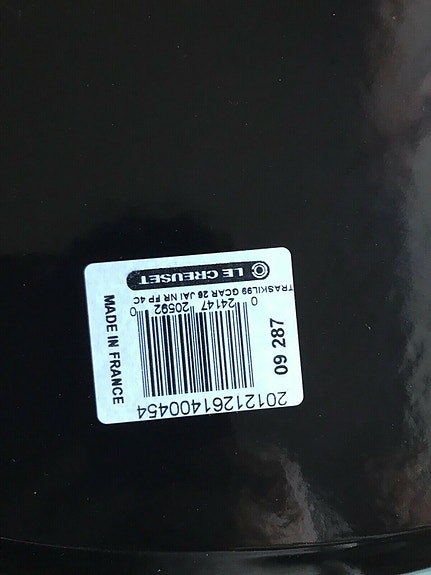 LE CREUSET
TRASKIL99 GCAR 26 JAI NR FP 4C
0 24147 20592 0
20121261400454
MADE IN FRANCE
09 287